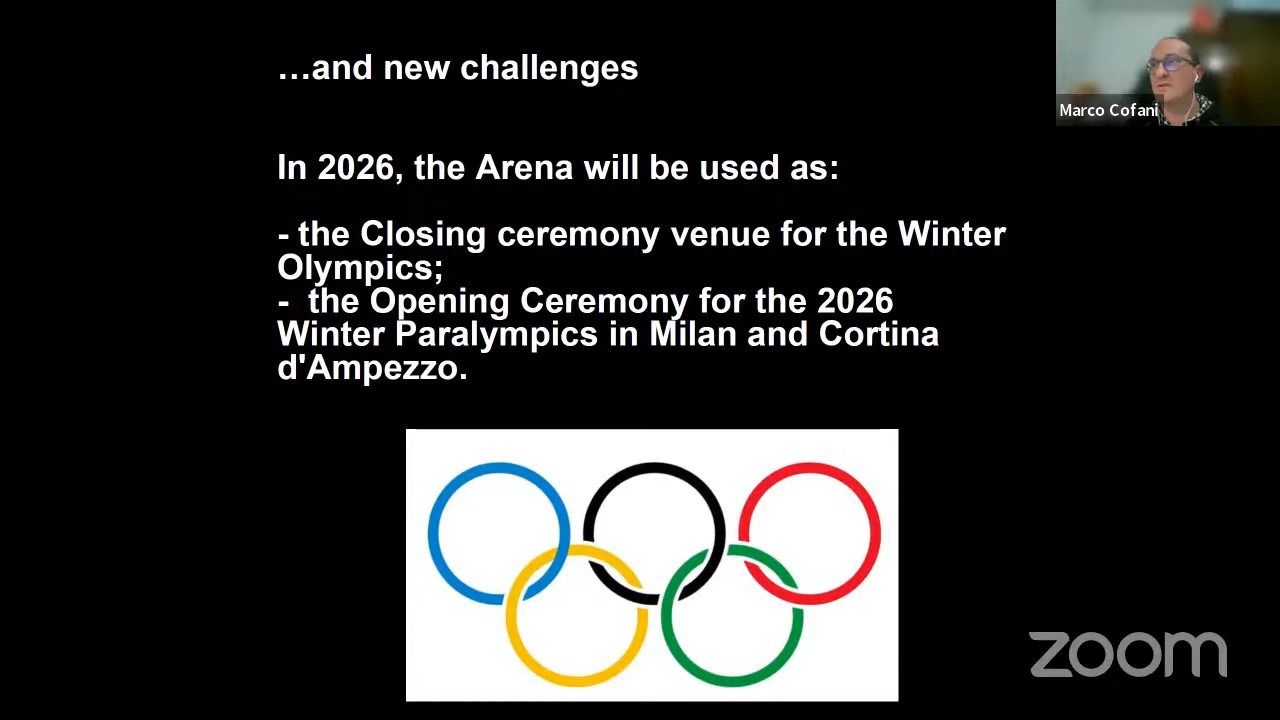 …and new challenges
Marco Cofani
In 2026, the Arena will be used as:
- the Closing ceremony venue for the Winter
Olympics;
-  the Opening Ceremony for the 2026
Winter Paralympics in Milan and Cortina
d'Ampezzo.
zoom